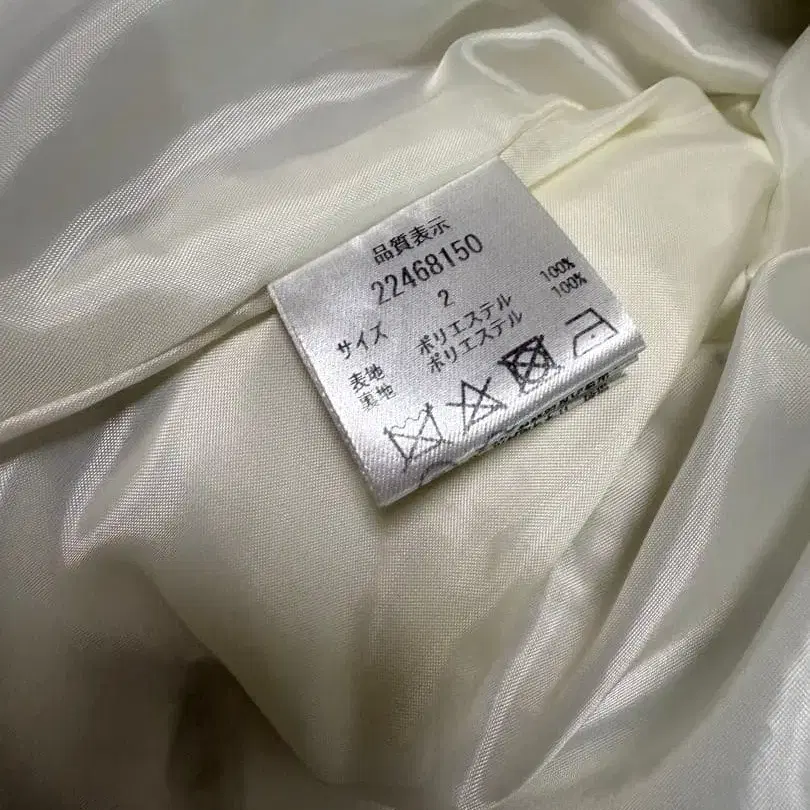 品質表示
22468150
サイズ 2
表地 ポリエステル 100%
裏地 ポリエステル 100%